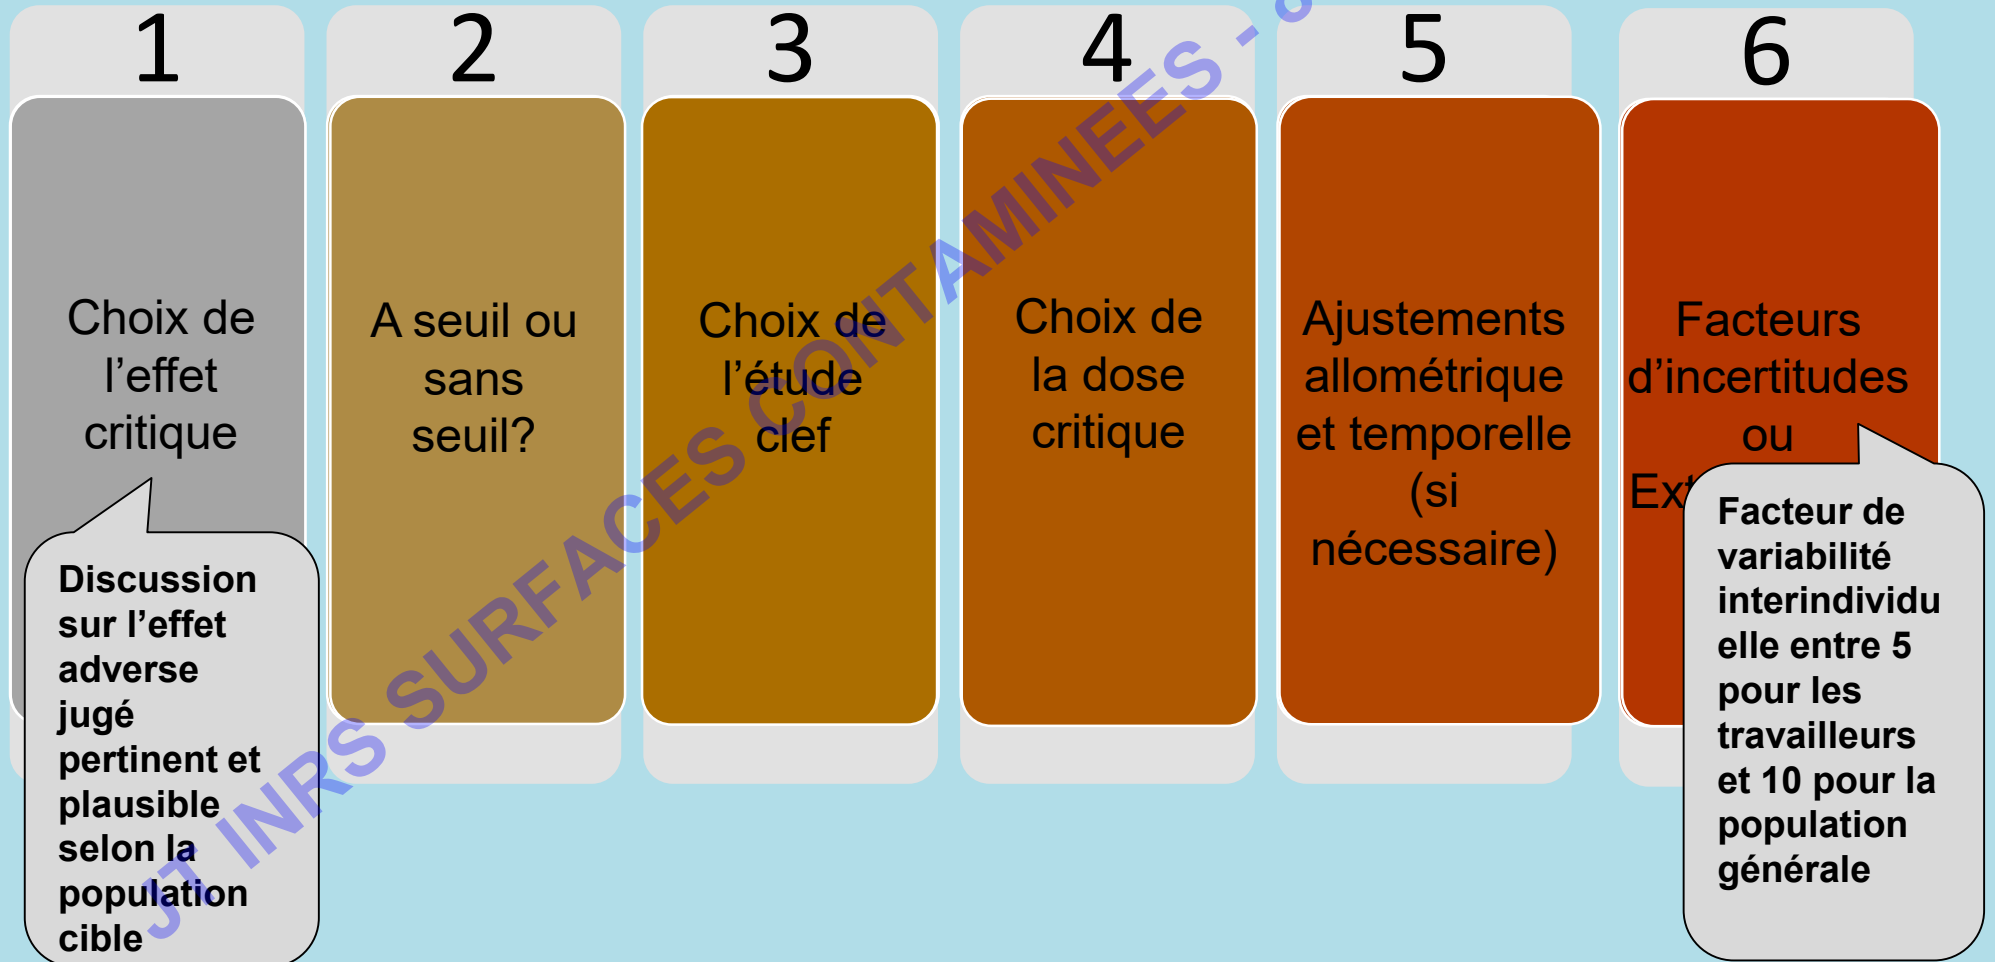 1
Choix de
l’effet
critique
Discussion
sur l’effet
adverse
jugé
pertinent et
plausible
selon la
population
cible
2
A seuil ou
sans
seuil?
3
Choix de
l’étude
clef
4
Choix de
la dose
critique
5
Ajustements
allométrique
et temporelle
(si
nécessaire)
6
Facteurs
d’incertitudes
ou
Facteur de
variabilité
interindividu
elle entre 5
pour les
travailleurs
et 10 pour la
population
générale
JT INRS SURFACES CONTAMINEES -